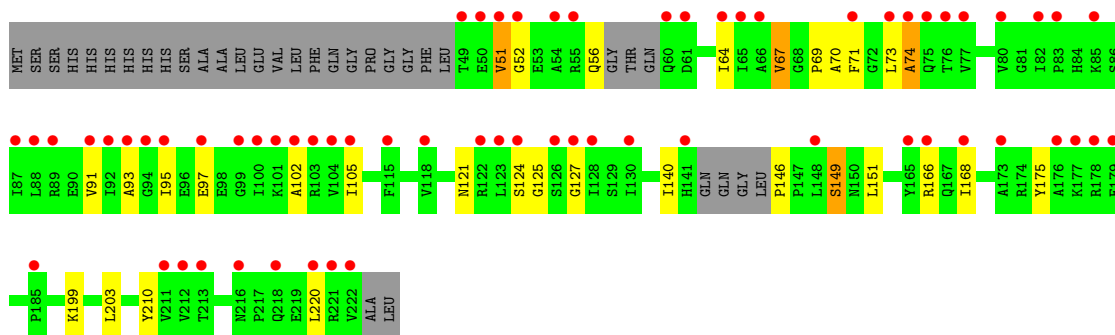 MET SER SER HIS HIS HIS HIS HIS HIS SER ALA ALA LEU GLU VAL LEU PHE GLN GLY PRO GLY GLY PHE LEU T49 E50 V51 G52 E53 A54 R55 Q56 GLY THR GLN Q60 D61 I64 I65 A66 V67 G68 P69 A70 F71 G72 L73 A74 Q75 T76 V77 V80 G81 I82 P83 H84 K85 S86
I87 L88 R89 E90 V91 I92 A93 G94 I95 E96 E97 E98 G99 I100 K101 A102 R103 V104 I105 F115 V118 N121 R122 L123 S124 G125 S126 G127 I128 S129 I130 I140 H141 GLN GLN GLY LEU P146 P147 L148 S149 N150 L151 Y165 R166 Q167 I168 A173 R174 Y175 A176 K177 R178 E179
P185 K199 L203 Y210 V211 V212 T213 N216 P217 Q218 E219 L220 R221 V222 ALA LEU